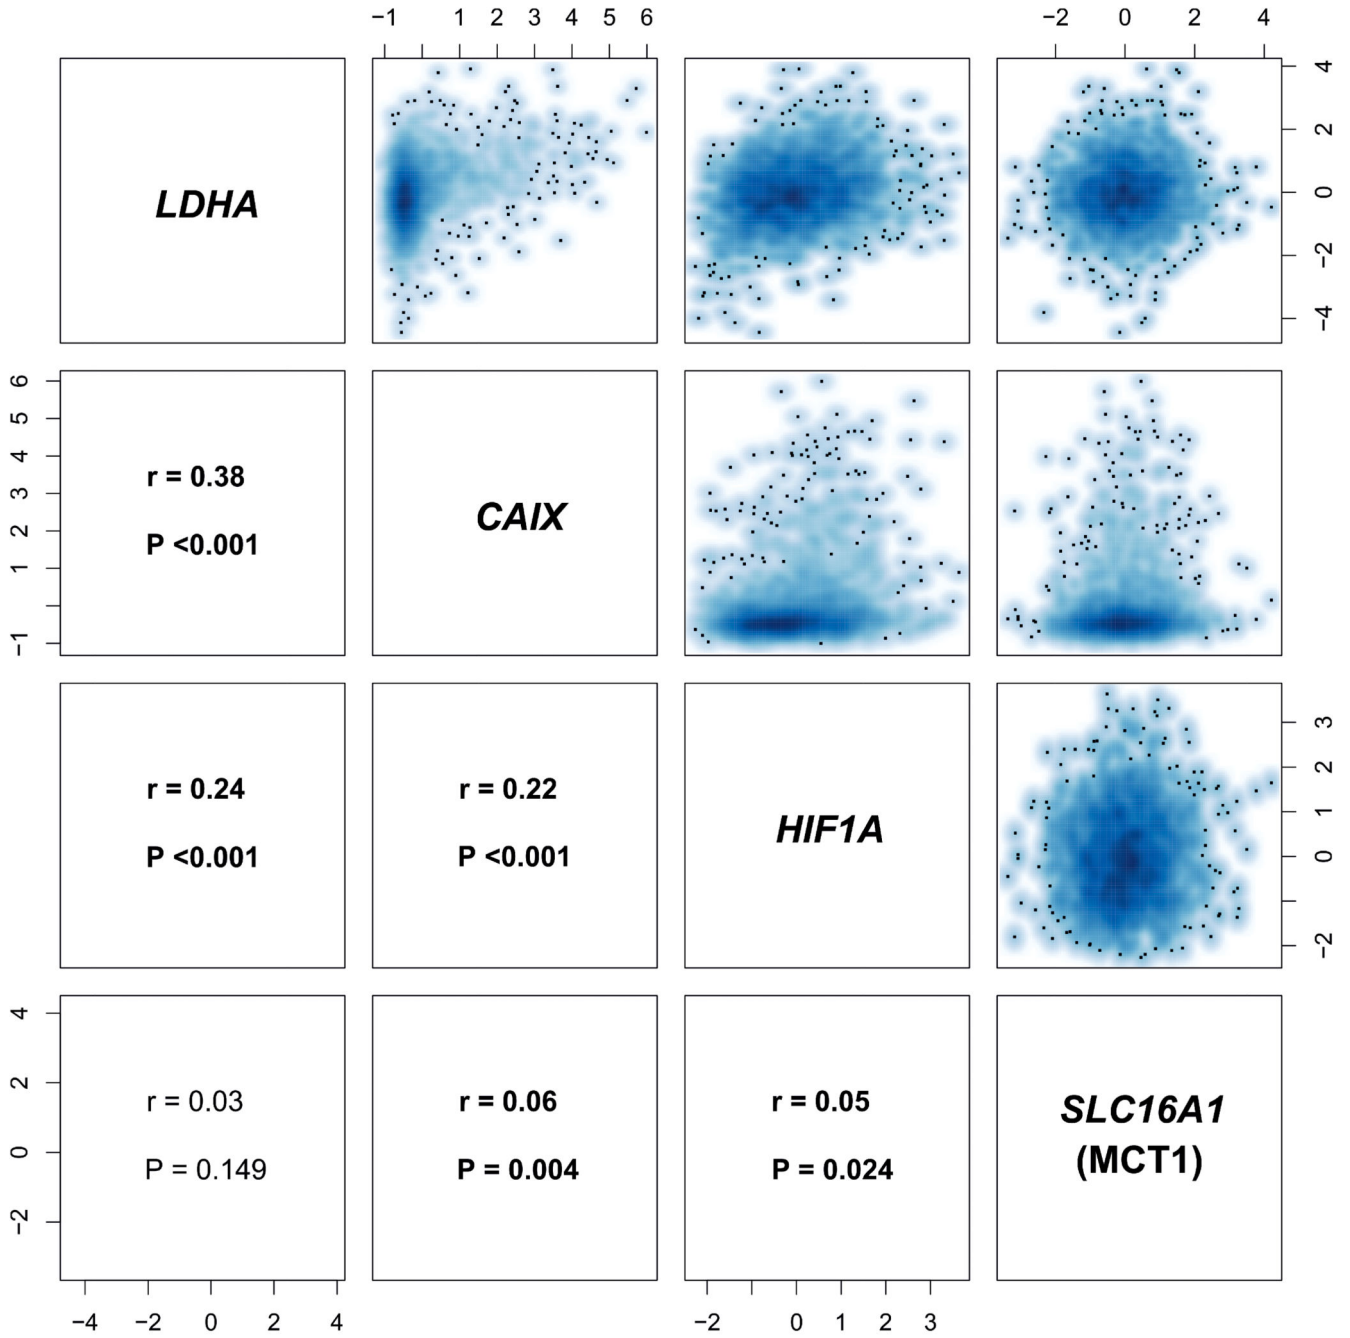 −1 1 2 3 4 5 6
−2 0 2 4
LDHA
4
2
0
−2
−4
6
5
4
3
2
1
−1
r = 0.38
P <0.001
CAIX
r = 0.24
P <0.001
r = 0.22
P <0.001
HIF1A
3
2
1
0
−2
4
2
0
−2
r = 0.03
P = 0.149
r = 0.06
P = 0.004
r = 0.05
P = 0.024
SLC16A1
(MCT1)
−4 −2 0 2 4
−2 0 1 2 3